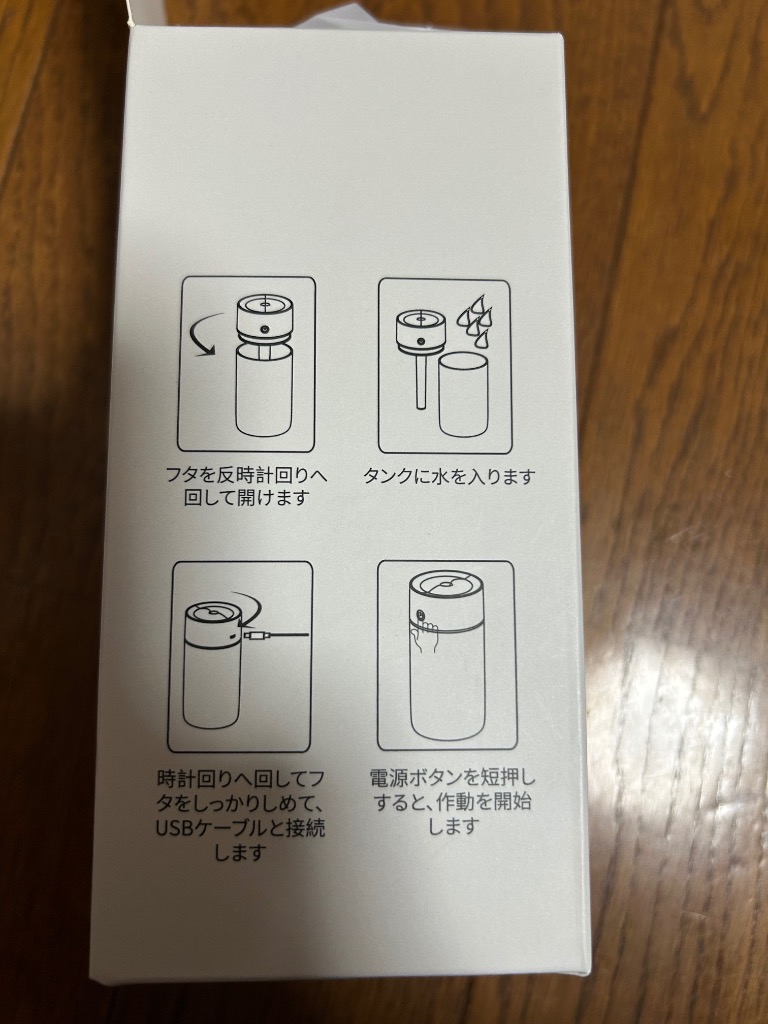 フタを反時計回りへ
回して開けます
タンクに水を入ります
時計回りへ回してフ
タをしっかりしめて、
USBケーブルと接続
します
電源ボタンを短押し
すると、作動を開始
します